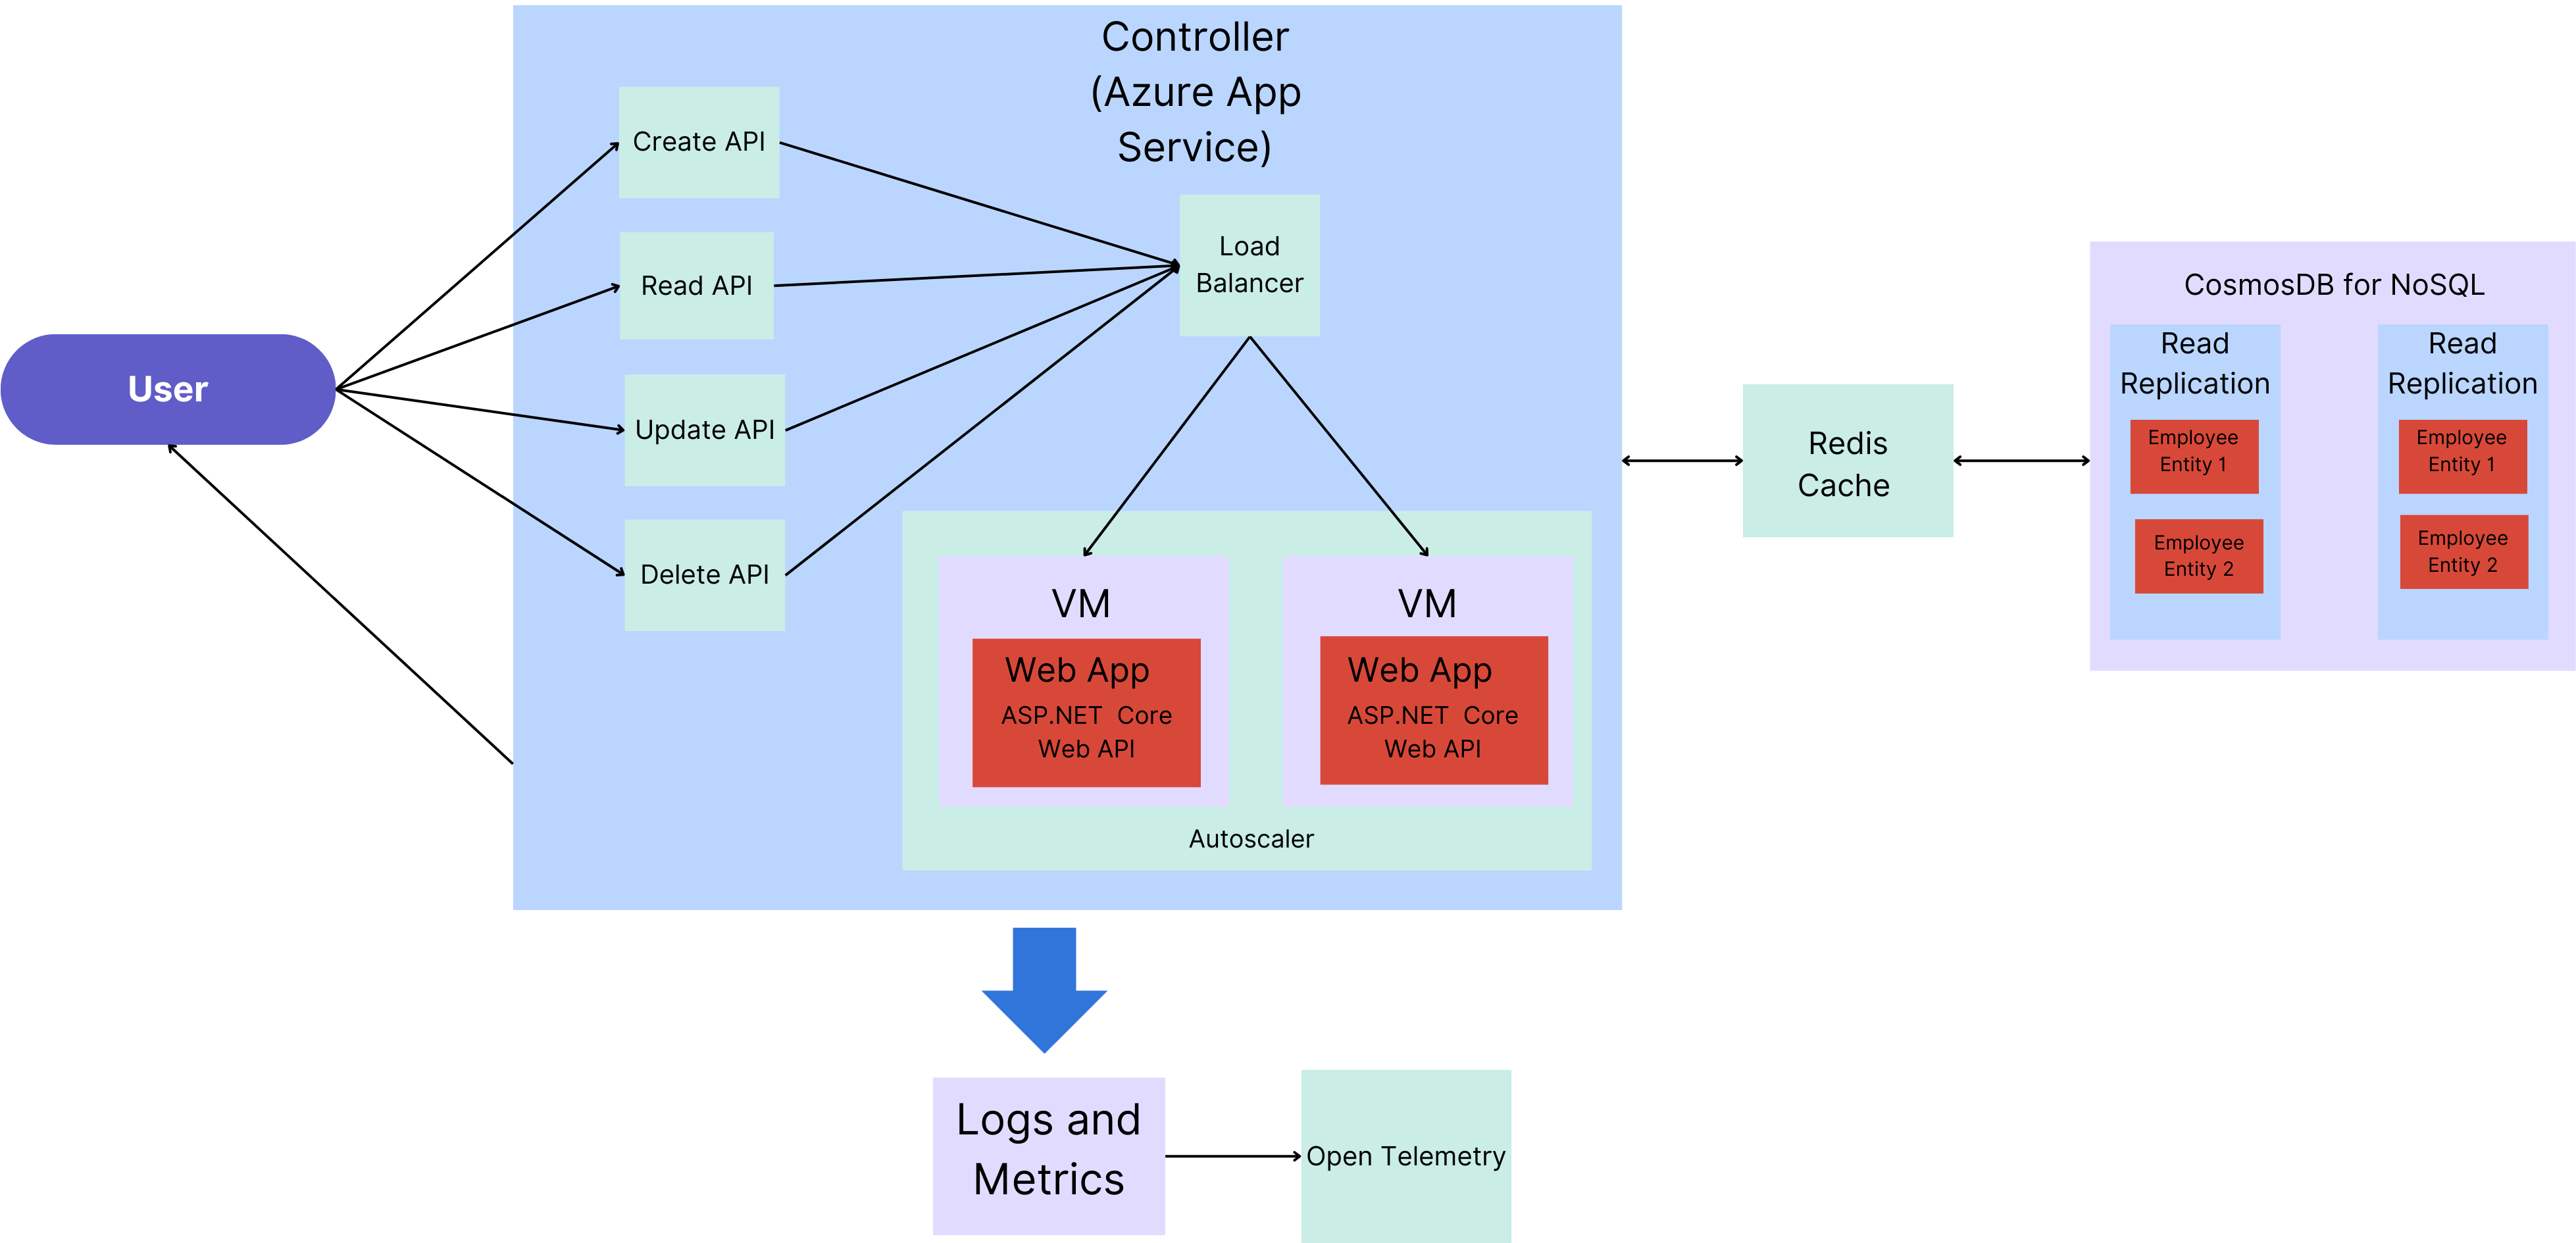 Controller
(Azure App
Service)
Create API
Read API
Update API
Delete API
User
Load
Balancer
VM
Web App
ASP.NET  Core
Web API
VM
Web App
ASP.NET  Core
Web API
Autoscaler
Redis
Cache
CosmosDB for NoSQL
Read
Replication
Employee
Entity 1
Employee
Entity 2
Read
Replication
Employee
Entity 1
Employee
Entity 2
Logs and
Metrics
Open Telemetry